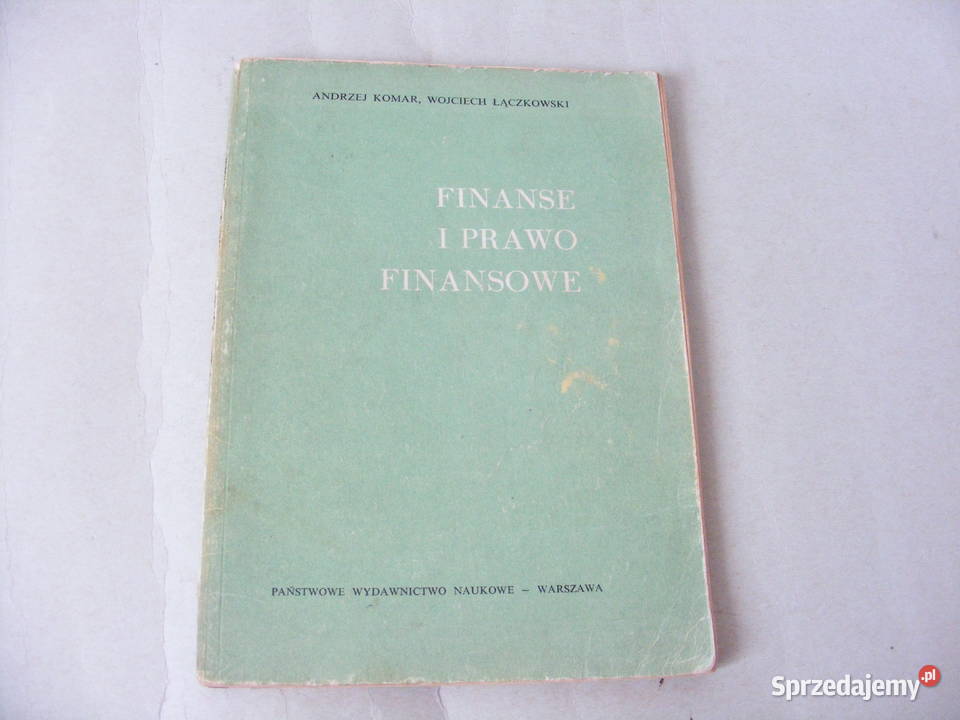 ANDRZEJ KOMAR, WOJCIECH ŁĄCZKOWSKI
FINANSE
I PRAWO
FINANSOWE
PAŃSTWOWE WYDAWNICTWO NAUKOWE – WARSZAWA
Sprzedajemy.pl